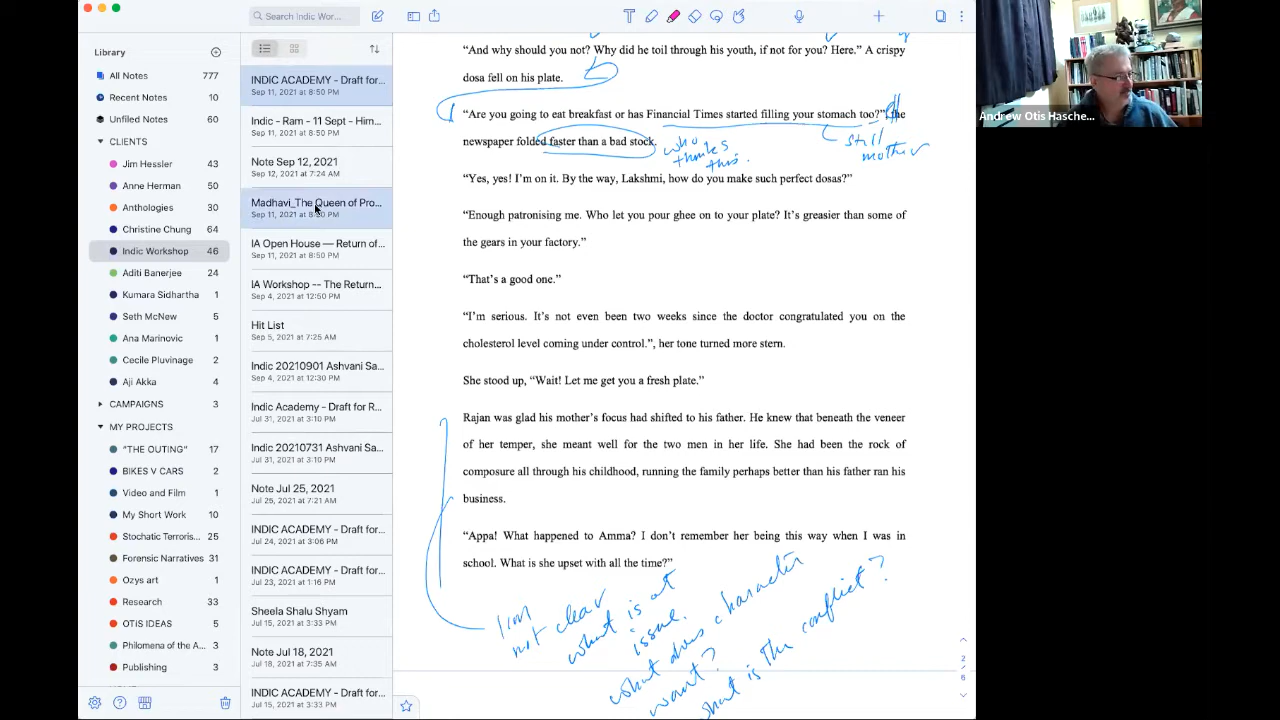 Search Indic Wor...
Library
All Notes 777
Recent Notes 10
Unfiled Notes 60
CLIENTS
Jim Hessler 43
Anne Herman 50
Anthologies 30
Christine Chung 64
Indic Workshop 46
Aditi Banerjee 24
Kumara Sidhartha 1
Seth McNew 5
Ana Marinovic 1
Cecile Pluvinage 2
Aji Akka 4
CAMPAIGNS 3
MY PROJECTS
"THE OUTING" 17
BIKES V CARS 2
Video and Film 1
My Short Work 10
Stochatic Terroris... 25
Forensic Narratives 31
Ozys art 1
Research 33
OTIS IDEAS 5
Philomena of the A... 3
Publishing 3
INDIC ACADEMY - Draft for...
Sep 11, 2021 at 8:50 PM
Indic - Ram - 11 Sept - Him...
Sep 11, 2021 at 8:50 PM
Note Sep 12, 2021
Sep 12, 2021 at 7:24 AM
Madhavi_The Queen of Pro...
Sep 11, 2021 at 8:50 PM
IA Open House — Return of...
Sep 11, 2021 at 8:50 PM
IA Workshop -- The Return...
Sep 4, 2021 at 12:50 PM
Hit List
Sep 5, 2021 at 7:25 AM
Indic 20210901 Ashvani Sa...
Sep 4, 2021 at 12:30 PM
Indic Academy - Draft for R...
Jul 31, 2021 at 3:10 PM
Indic 20210731 Ashvani Sa...
Jul 31, 2021 at 3:10 PM
Note Jul 25, 2021
Jul 25, 2021 at 7:21 AM
INDIC ACADEMY - Draft for...
Jul 24, 2021 at 3:06 PM
INDIC ACADEMY - Draft for...
Jul 23, 2021 at 1:16 PM
Sheela Shalu Shyam
Jul 15, 2021 at 3:33 PM
Note Jul 18, 2021
Jul 18, 2021 at 7:35 AM
INDIC ACADEMY - Draft for...
Jul 15, 2021 at 3:33 PM
"And why should you not? Why did he toil through his youth, if not for you? Here." A crispy
dosa fell on his plate.
"Are you going to eat breakfast or has Financial Times started filling your stomach too?" the
newspaper folded faster than a bad stock.
who
thinks
this.
still
mother
"Yes, yes! I'm on it. By the way, Lakshmi, how do you make such perfect dosas?"
"Enough patronising me. Who let you pour ghee on to your plate? It's greasier than some of
the gears in your factory."
"That's a good one."
"I'm serious. It's not even been two weeks since the doctor congratulated you on the
cholesterol level coming under control.", her tone turned more stern.
She stood up, "Wait! Let me get you a fresh plate."
Rajan was glad his mother's focus had shifted to his father. He knew that beneath the veneer
of her temper, she meant well for the two men in her life. She had been the rock of
composure all through his childhood, running the family perhaps better than his father ran his
business.
"Appa! What happened to Amma? I don't remember her being this way when I was in
school. What is she upset with all the time?"
I'm
not clear
what is at
issue.
what does character
want?
what is the conflict?
2
6
Andrew Otis Hasche...